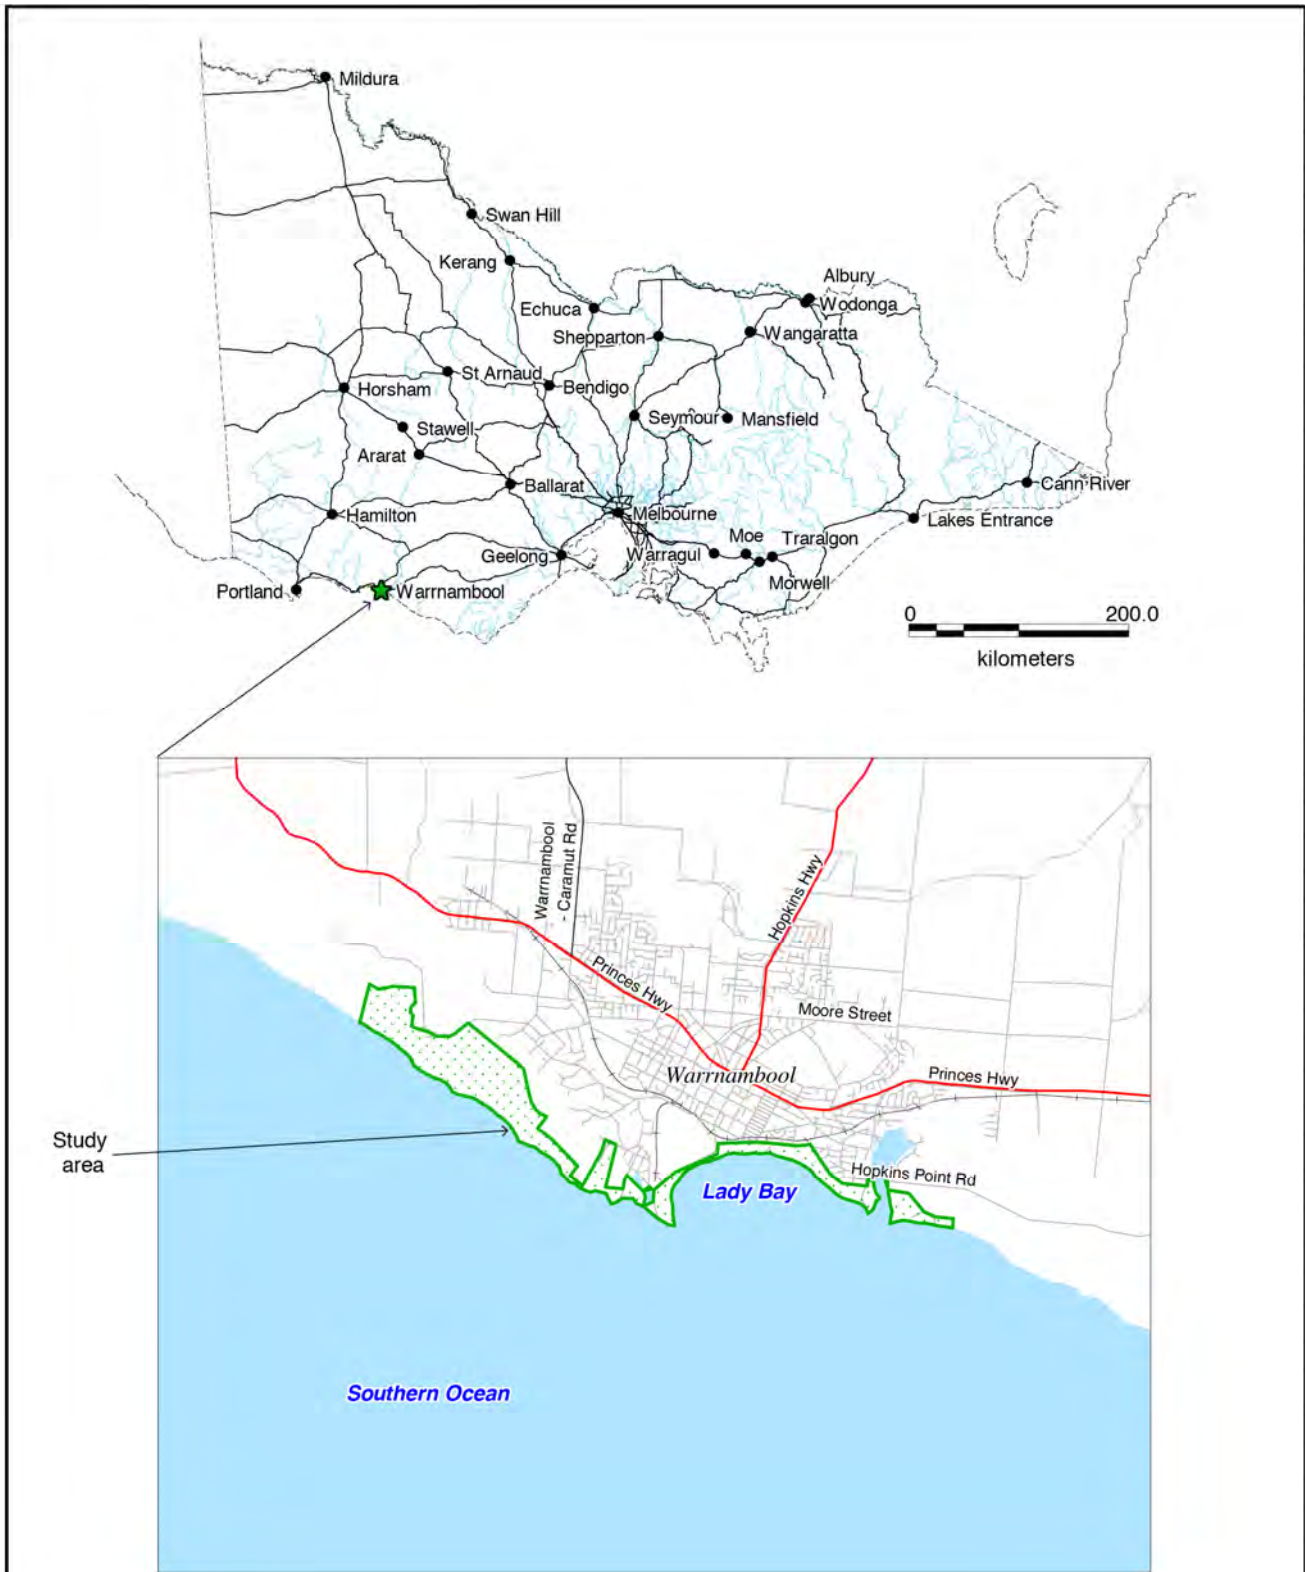 Mildura
Swan Hill
Kerang
Albury
Wodonga
Echuca
Shepparton
Wangaratta
St Arnaud
Bendigo
Horsham
Seymour
Mansfield
Stawell
Ararat
Ballarat
Cann River
Hamilton
Melbourne
Lakes Entrance
Geelong
Warragul
Moe
Traralgon
Morwell
Portland
Warrnambool
0
200.0
kilometers
Warrnambool
- Caramut Rd
Hopkins Hwy
Princes Hwy
Moore Street
Warrnambool
Princes Hwy
Study
area
Hopkins Point Rd
Lady Bay
Southern Ocean